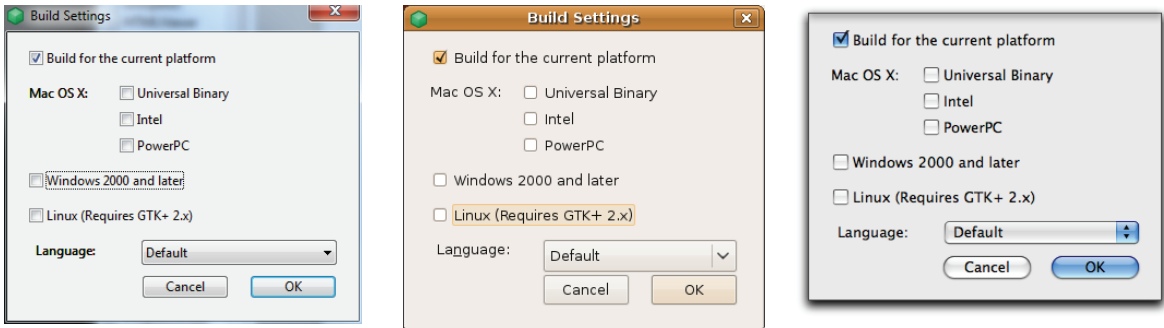 Build Settings
Build for the current platform
Mac OS X: Universal Binary
Intel
PowerPC
Windows 2000 and later
Linux (Requires GTK+ 2.x)
Language: Default
Cancel OK
Build Settings
Build for the current platform
Mac OS X: Universal Binary
Intel
PowerPC
Windows 2000 and later
Linux (Requires GTK+ 2.x)
Language: Default
Cancel OK
Build for the current platform
Mac OS X: Universal Binary
Intel
PowerPC
Windows 2000 and later
Linux (Requires GTK+ 2.x)
Language: Default
Cancel OK